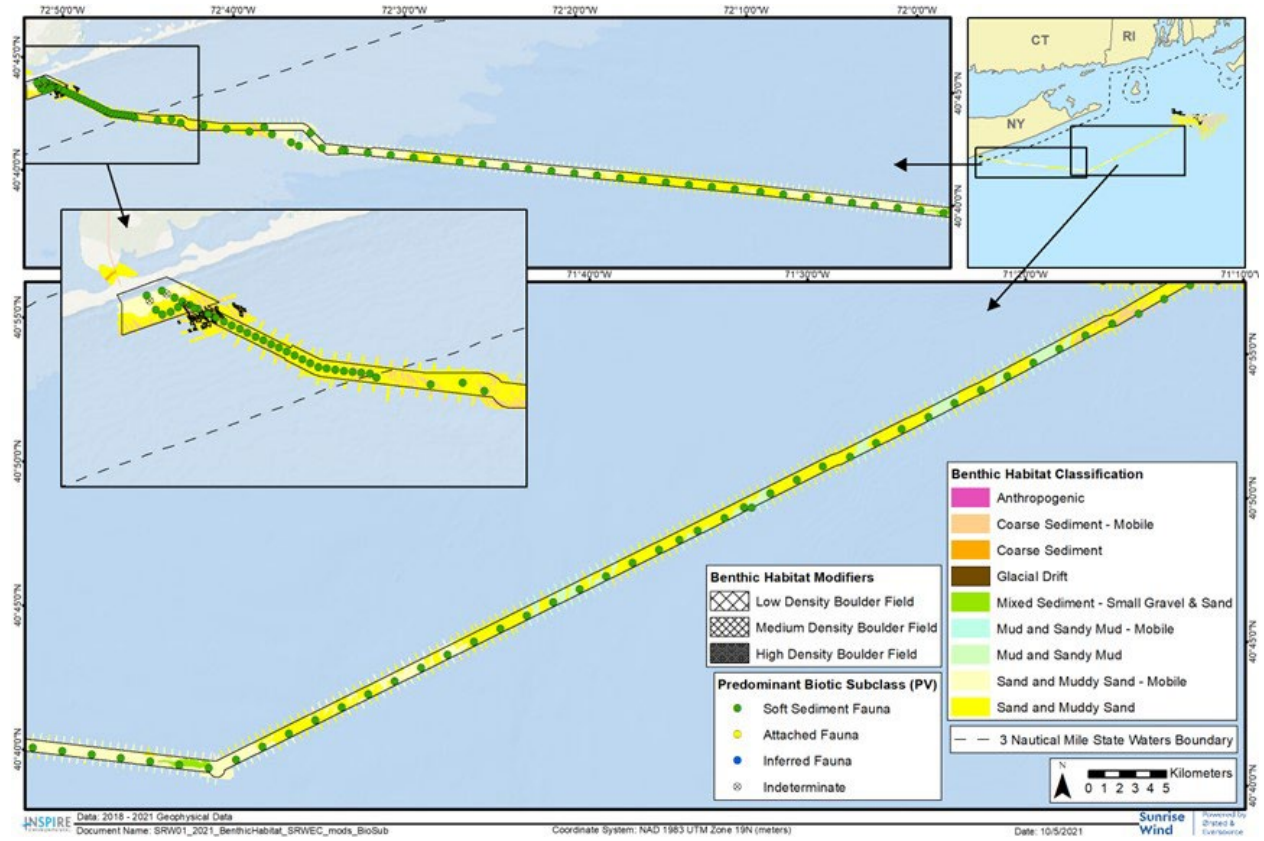 72°50'0"W
72°40'0"W
72°30'0"W
72°20'0"W
72°10'0"W
72°0'0"W
40°45'0"N
40°40'0"N
40°45'0"N
40°40'0"N
CT
RI
NY
71°40'0"W
71°30'0"W
71°20'0"W
71°10'0"W
40°55'0"N
40°50'0"N
40°45'0"N
40°40'0"N
40°55'0"N
40°50'0"N
40°45'0"N
40°40'0"N
Benthic Habitat Classification
Anthropogenic
Coarse Sediment - Mobile
Coarse Sediment
Glacial Drift
Mixed Sediment - Small Gravel & Sand
Mud and Sandy Mud - Mobile
Mud and Sandy Mud
Sand and Muddy Sand - Mobile
Sand and Muddy Sand
Benthic Habitat Modifiers
Low Density Boulder Field
Medium Density Boulder Field
High Density Boulder Field
Predominant Biotic Subclass (PV)
Soft Sediment Fauna
Attached Fauna
Inferred Fauna
Indeterminate
3 Nautical Mile State Waters Boundary
N
Kilometers
0 1 2 3 4 5
INSPIRE
Data: 2018 - 2021 Geophysical Data
Document Name: SRW01_2021_BenthicHabitat_SRWEC_mods_BioSub
Coordinate System: NAD 1983 UTM Zone 19N (meters)
Date: 10/5/2021
Sunrise
Wind
Powered by
Ørsted &
Eversource